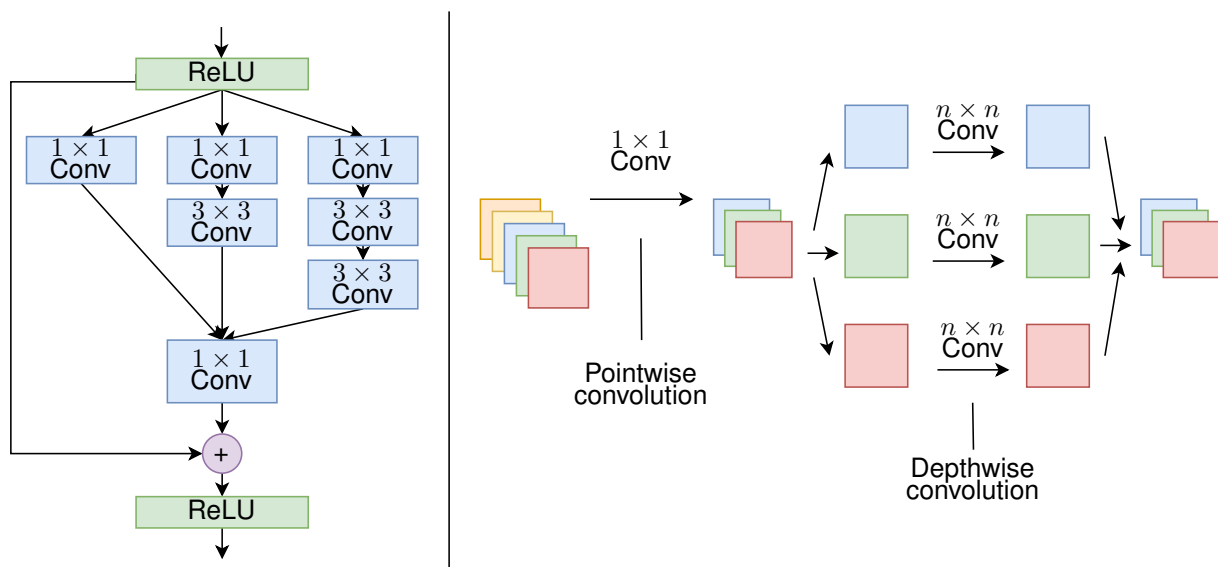 ReLU
1 × 1
Conv
1 × 1
Conv
1 × 1
Conv
3 × 3
Conv
3 × 3
Conv
3 × 3
Conv
1 × 1
Conv
+
ReLU
1 × 1
Conv
Pointwise
convolution
n × n
Conv
n × n
Conv
n × n
Conv
Depthwise
convolution